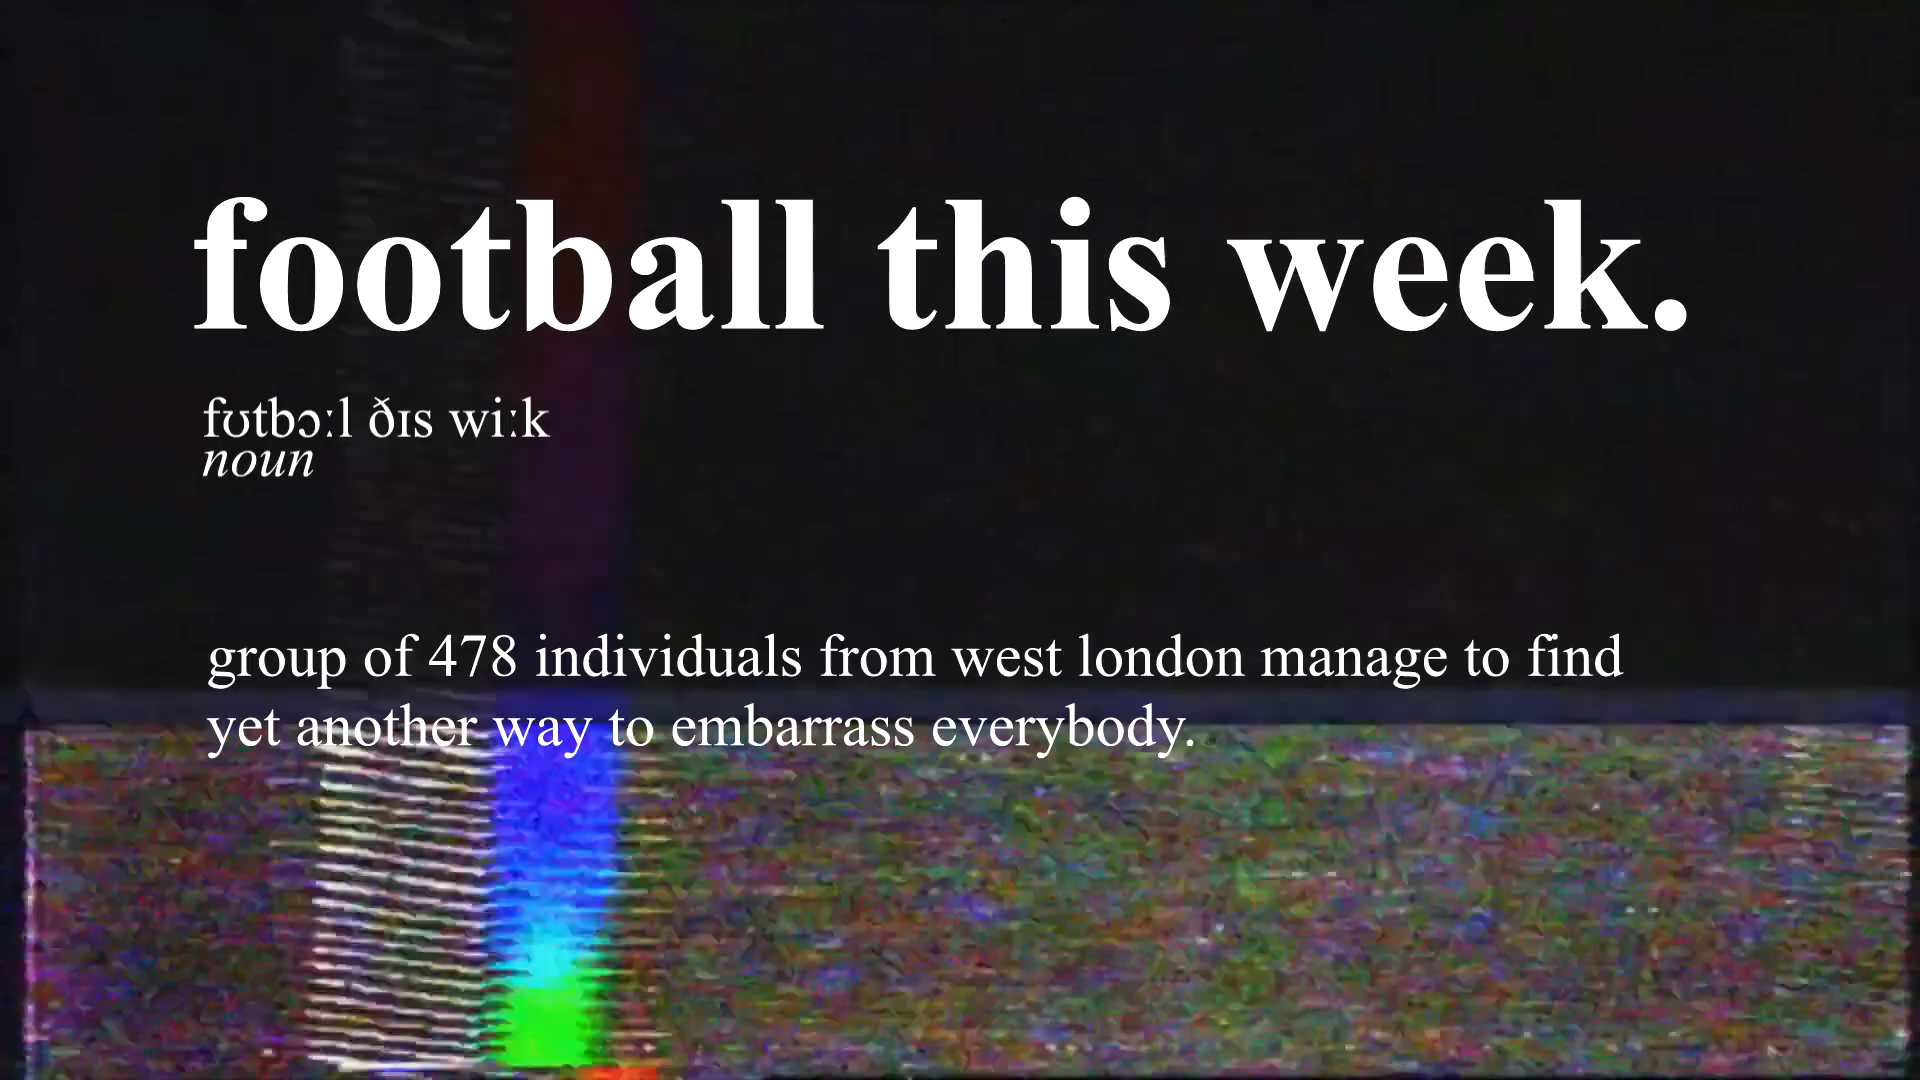 football this week.
fʊtbɔːl ðɪs wiːk
noun
group of 478 individuals from west london manage to find
yet another way to embarrass everybody.